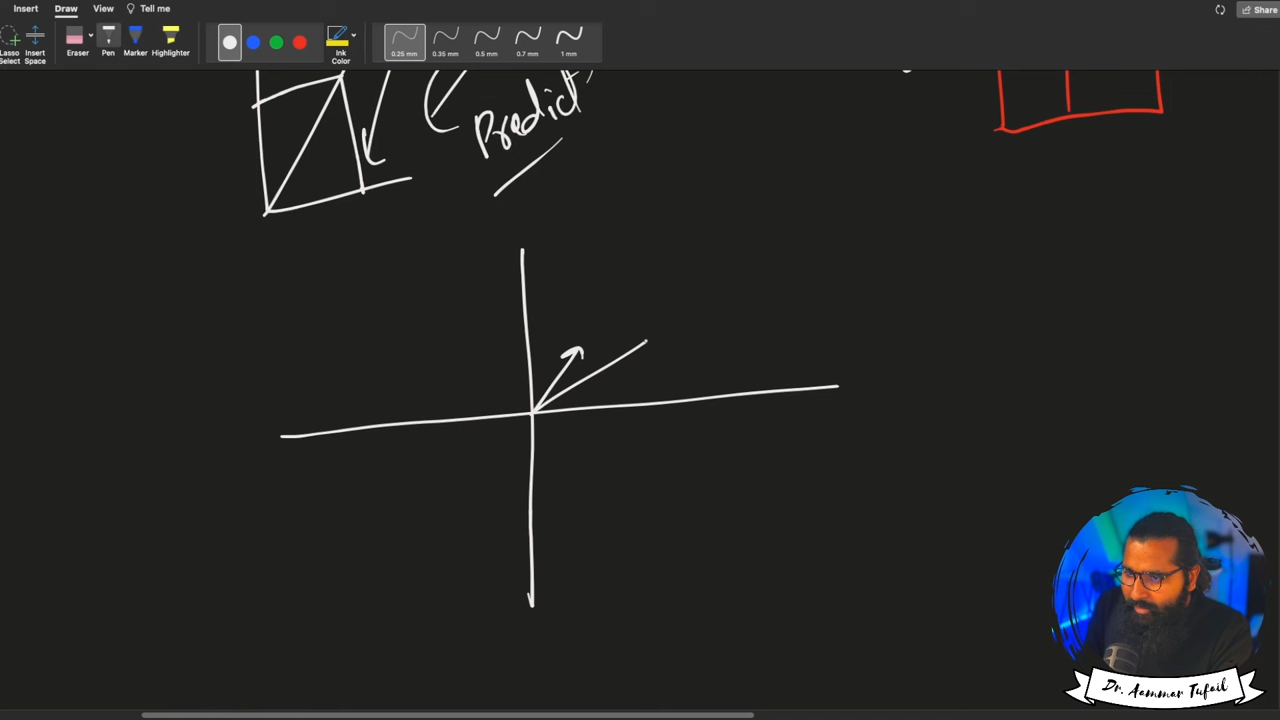 Insert Draw View Tell me
Share
Lasso
Select
Insert
Space
Eraser
Pen
Marker
Highlighter
Ink
Color
0.25 mm
0.35 mm
0.5 mm
0.7 mm
1 mm
Predict
Dr. Aammar Tufail